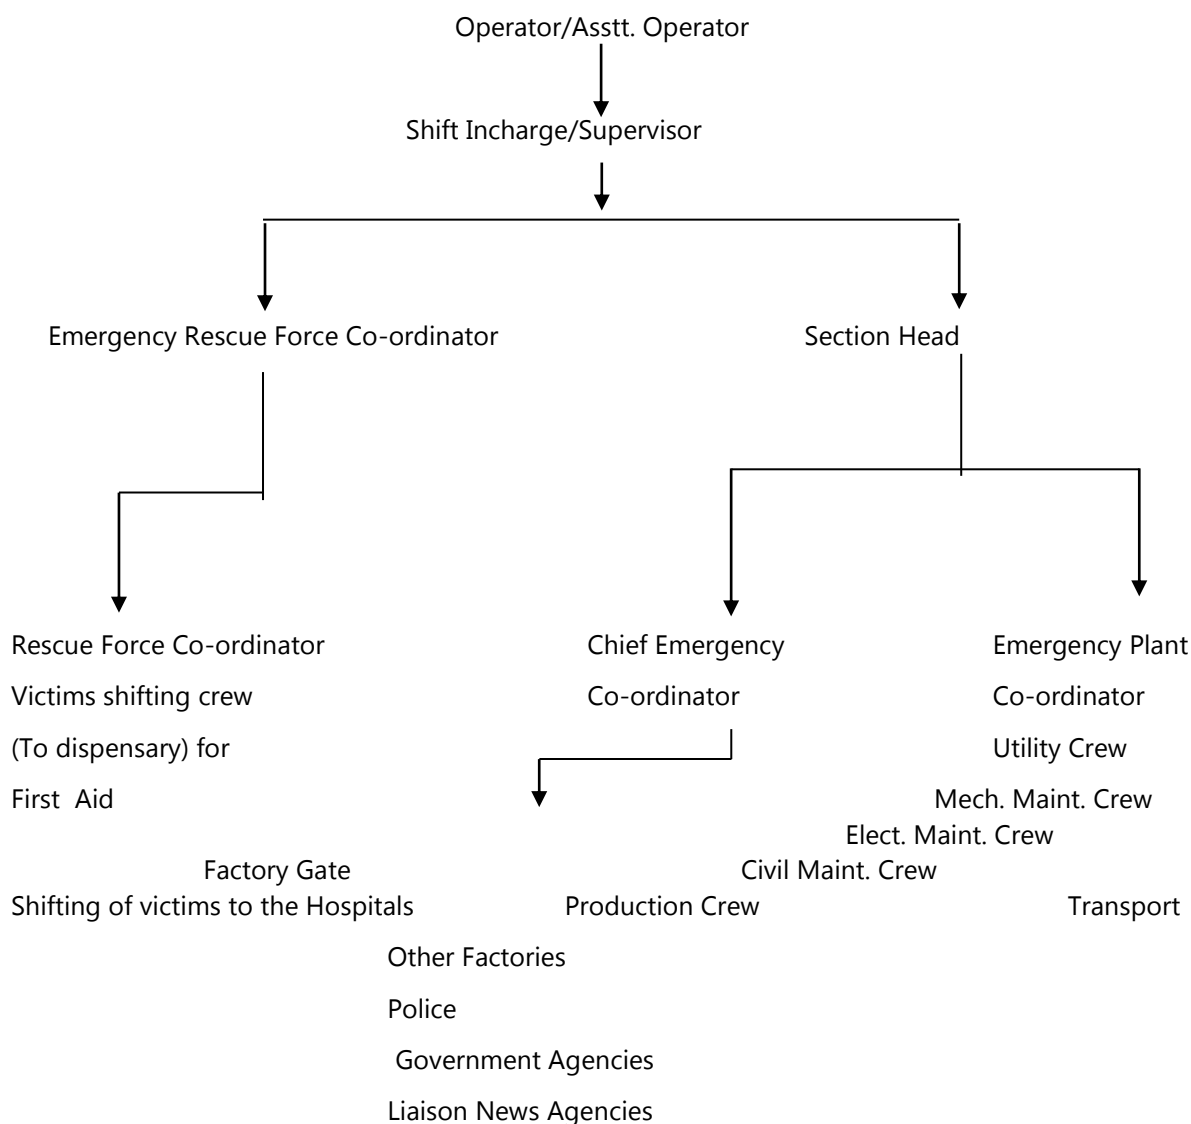 Operator/Asstt. Operator
Shift Incharge/Supervisor
Emergency Rescue Force Co-ordinator
Section Head
Rescue Force Co-ordinator
Chief Emergency
Emergency Plant
Victims shifting crew
Co-ordinator
Co-ordinator
(To dispensary) for
Utility Crew
First Aid
Mech. Maint. Crew
Elect. Maint. Crew
Factory Gate
Civil Maint. Crew
Shifting of victims to the Hospitals
Production Crew
Transport
Other Factories
Police
Government Agencies
Liaison News Agencies